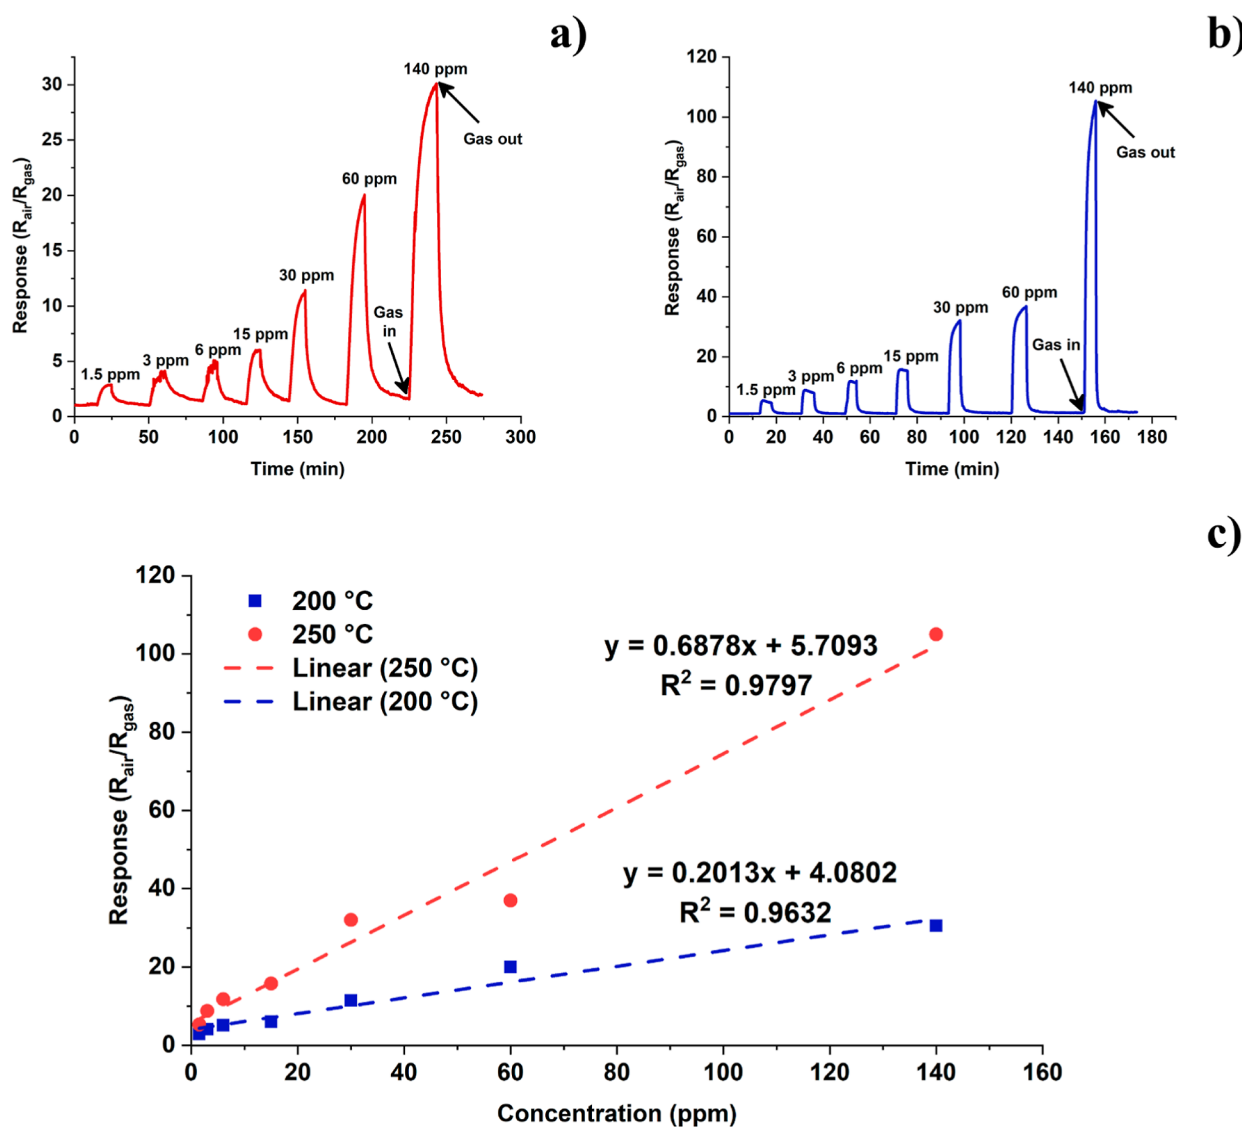 a)
140 ppm
Gas out
60 ppm
30 ppm
Gas
in
15 ppm
6 ppm
3 ppm
1.5 ppm
30
25
20
15
10
5
0
0 50 100 150 200 250 300
Response (Rair/Rgas)
Time (min)
b)
140 ppm
Gas out
60 ppm
30 ppm
Gas in
15 ppm
6 ppm
3 ppm
1.5 ppm
120
100
80
60
40
20
0
0 20 40 60 80 100 120 140 160 180
Response (Rair/Rgas)
Time (min)
c)
200 °C
250 °C
Linear (250 °C)
Linear (200 °C)
y = 0.6878x + 5.7093
R2 = 0.9797
y = 0.2013x + 4.0802
R2 = 0.9632
120
100
80
60
40
20
0
0 20 40 60 80 100 120 140 160
Response (Rair/Rgas)
Concentration (ppm)